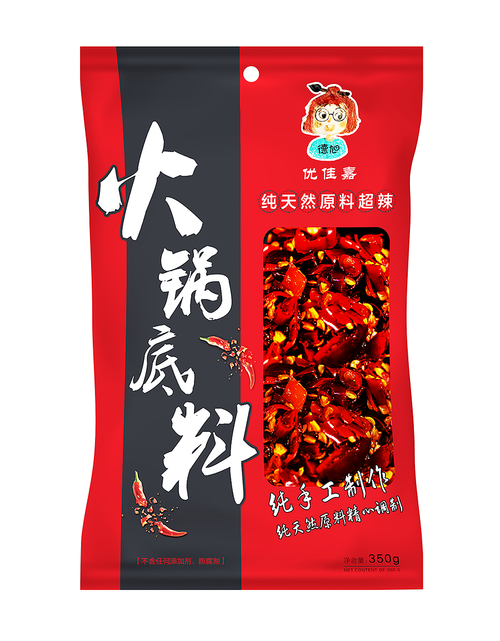 德旭
优佳嘉
纯天然原料超辣
火锅底料
纯手工制作
纯天然原料精心调制
【不含任何添加剂、防腐剂】
净含量:350g